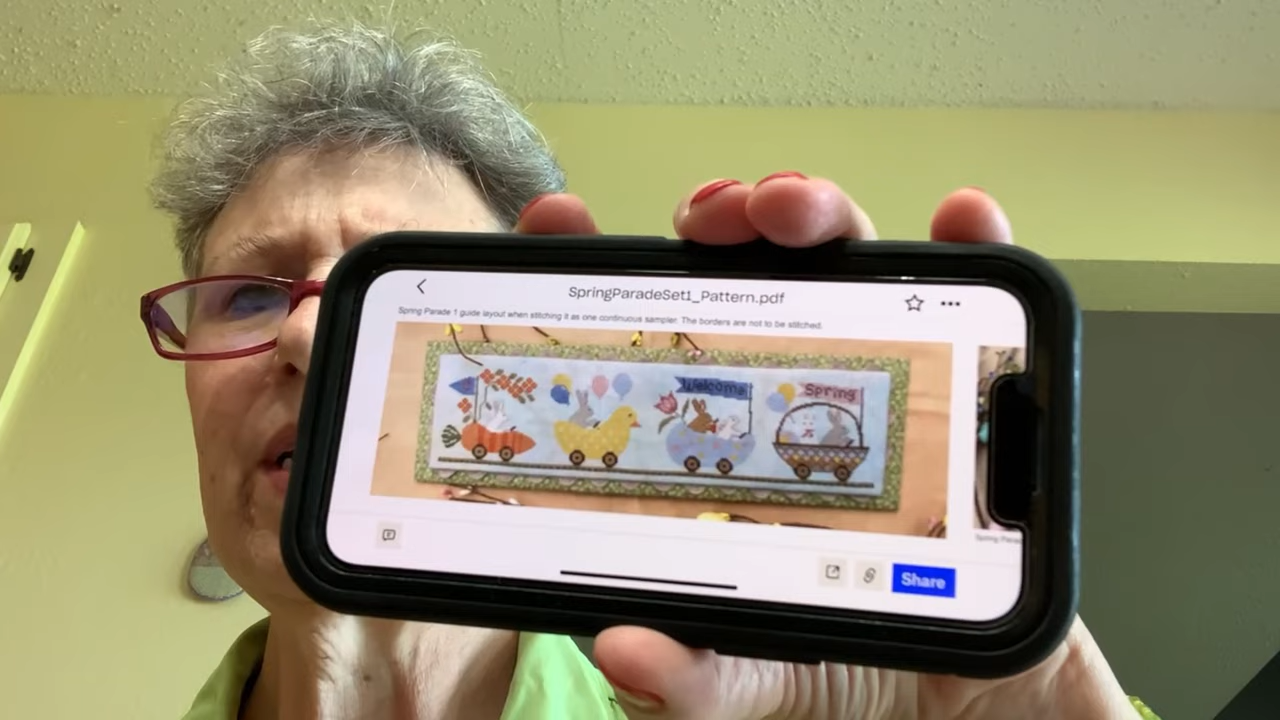 SpringParadeSet1_Pattern.pdf
Spring Parade 1 guide layout when stitching it as one continuous sampler. The borders are not to be stitched.
Welcome
Spring
Share